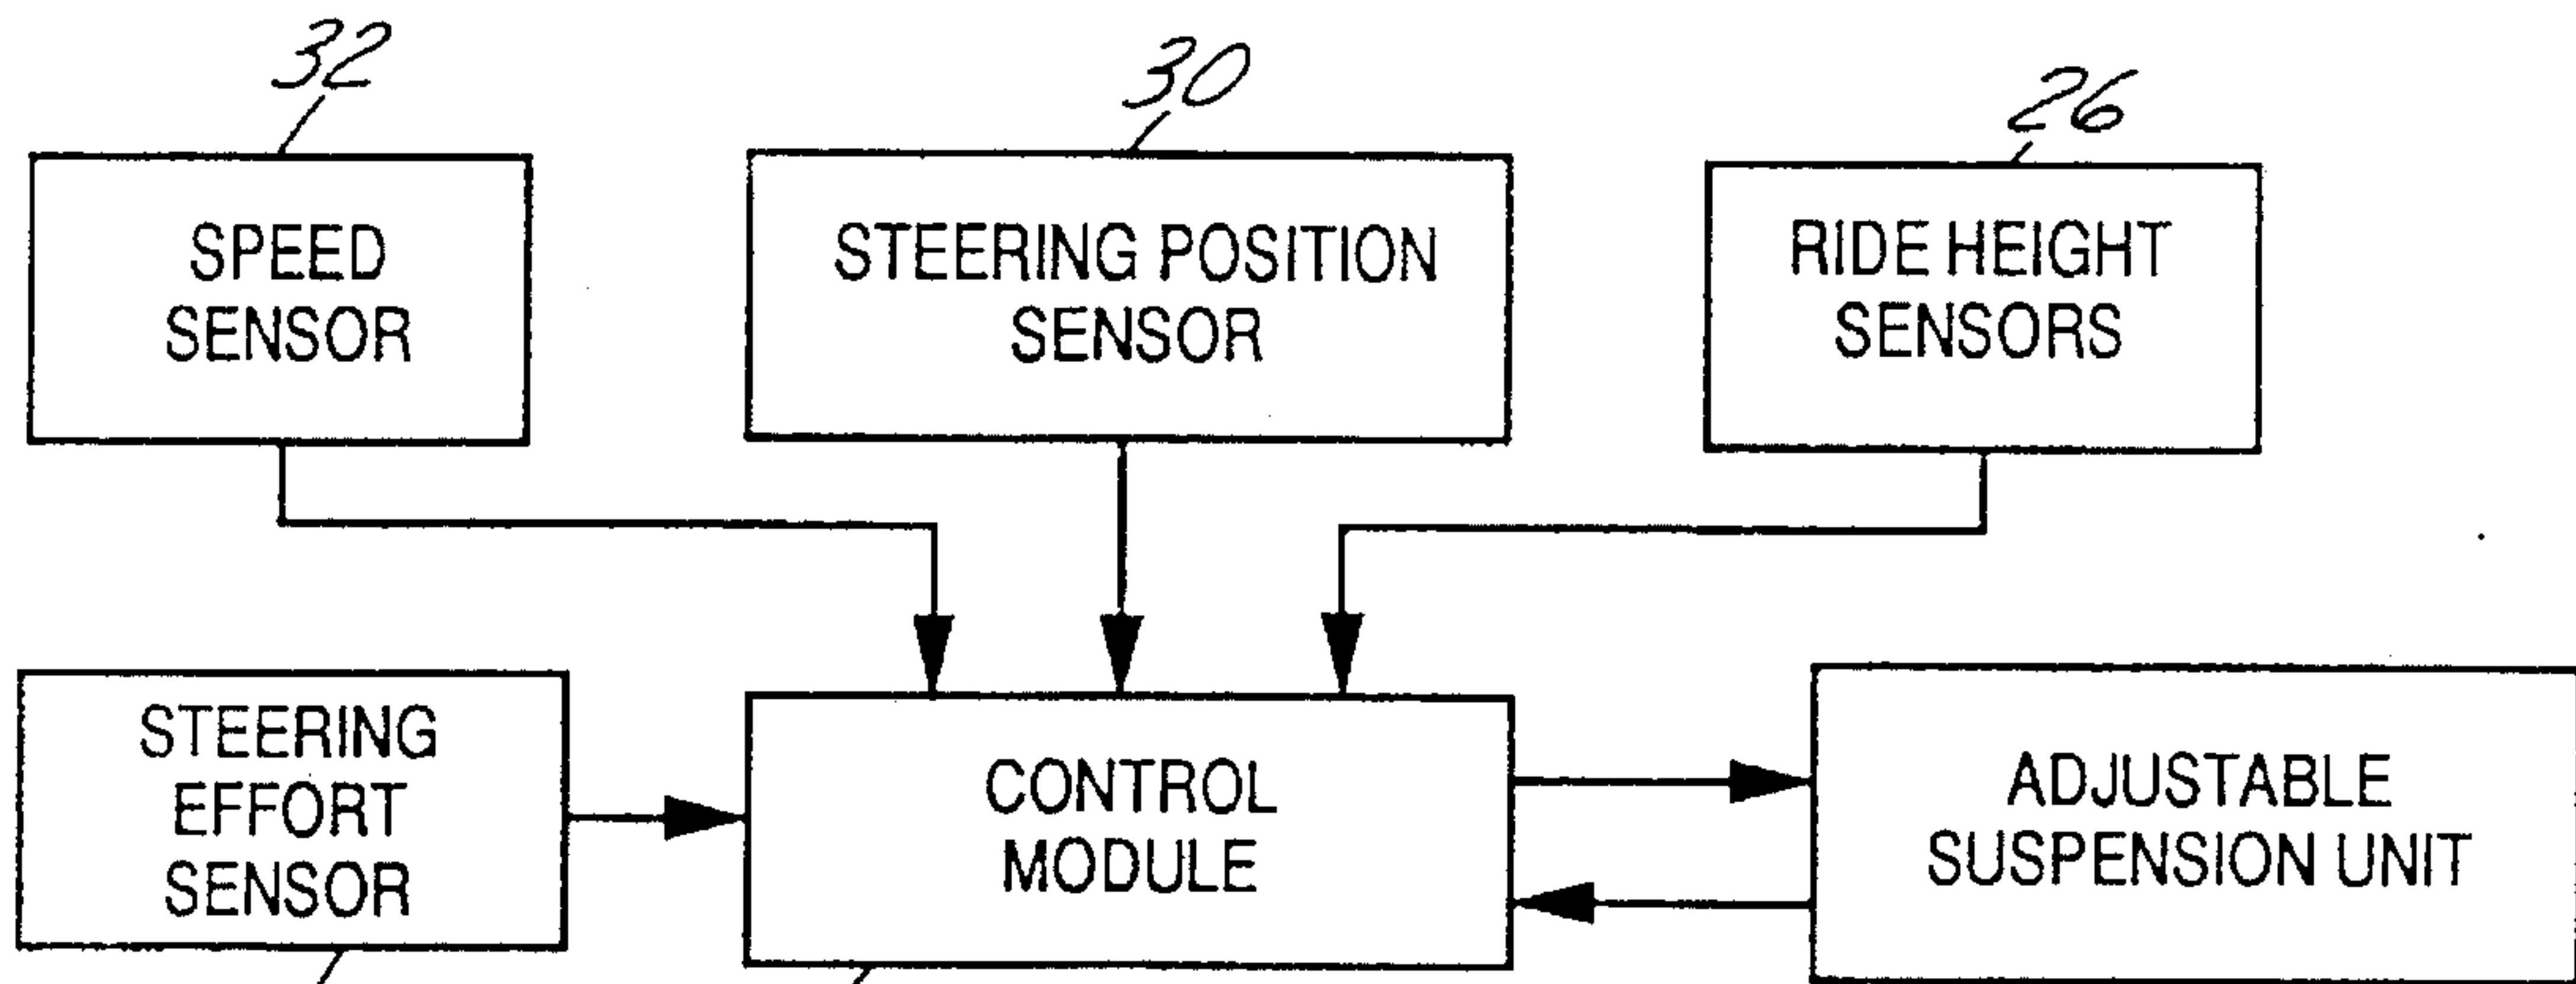 32
30
26
SPEED
SENSOR
STEERING POSITION
SENSOR
RIDE HEIGHT
SENSORS
STEERING
EFFORT
SENSOR
CONTROL
MODULE
ADJUSTABLE
SUSPENSION UNIT